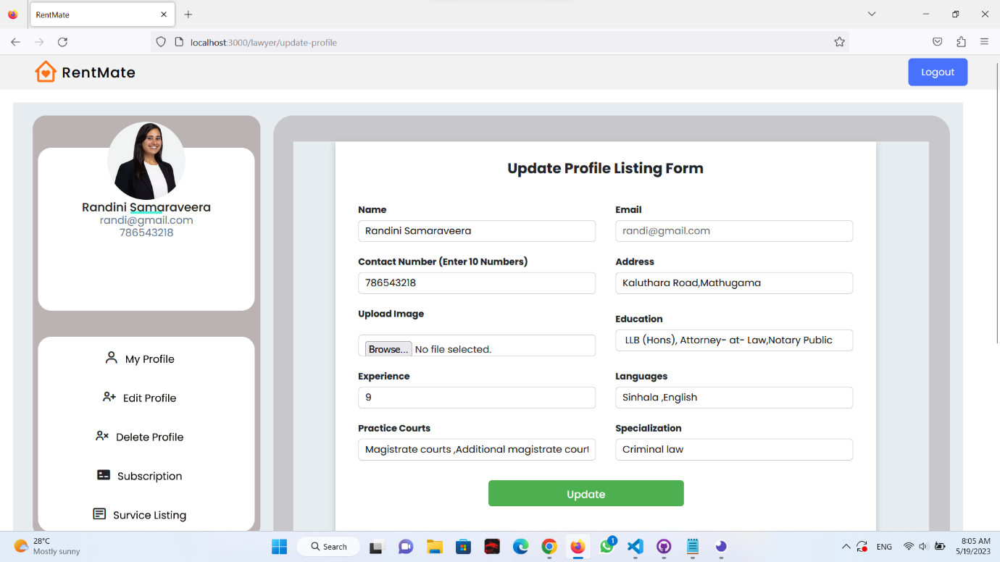 RentMate
localhost:3000/lawyer/update-profile
RentMate
Logout
Randini Samaraveera
randi@gmail.com
786543218
My Profile
Edit Profile
Delete Profile
Subscription
Survice Listing
Update Profile Listing Form
Name
Email
Randini Samaraveera
randi@gmail.com
Contact Number (Enter 10 Numbers)
Address
786543218
Kaluthara Road,Mathugama
Upload Image
Education
Browse... No file selected.
LLB (Hons), Attorney- at- Law,Notary Public
Experience
Languages
9
Sinhala ,English
Practice Courts
Specialization
Magistrate courts ,Additional magistrate court
Criminal law
Update
28°C
Mostly sunny
Search
1
ENG
8:05 AM
5/19/2023